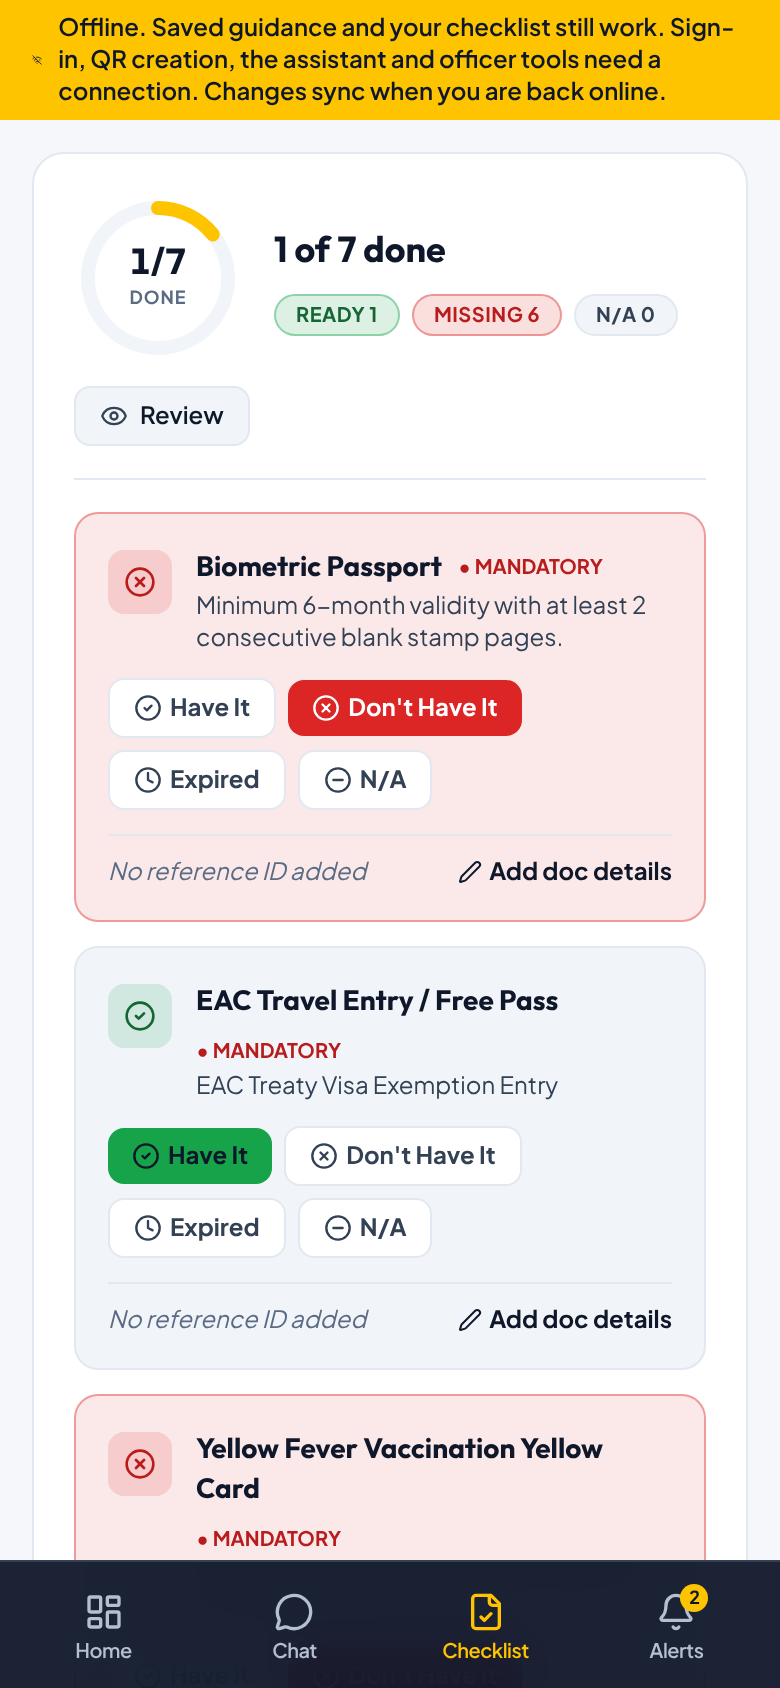 Offline. Saved guidance and your checklist still work. Sign-
in, QR creation, the assistant and officer tools need a
connection. Changes sync when you are back online.
1/7
DONE
1 of 7 done
READY 1
MISSING 6
N/A 0
Review
Biometric Passport • MANDATORY
Minimum 6-month validity with at least 2
consecutive blank stamp pages.
Have It
Don't Have It
Expired
N/A
No reference ID added
Add doc details
EAC Travel Entry / Free Pass
• MANDATORY
EAC Treaty Visa Exemption Entry
Have It
Don't Have It
Expired
N/A
No reference ID added
Add doc details
Yellow Fever Vaccination Yellow
Card
• MANDATORY
Home
Chat
Checklist
2
Alerts
Have It
Don't Have It